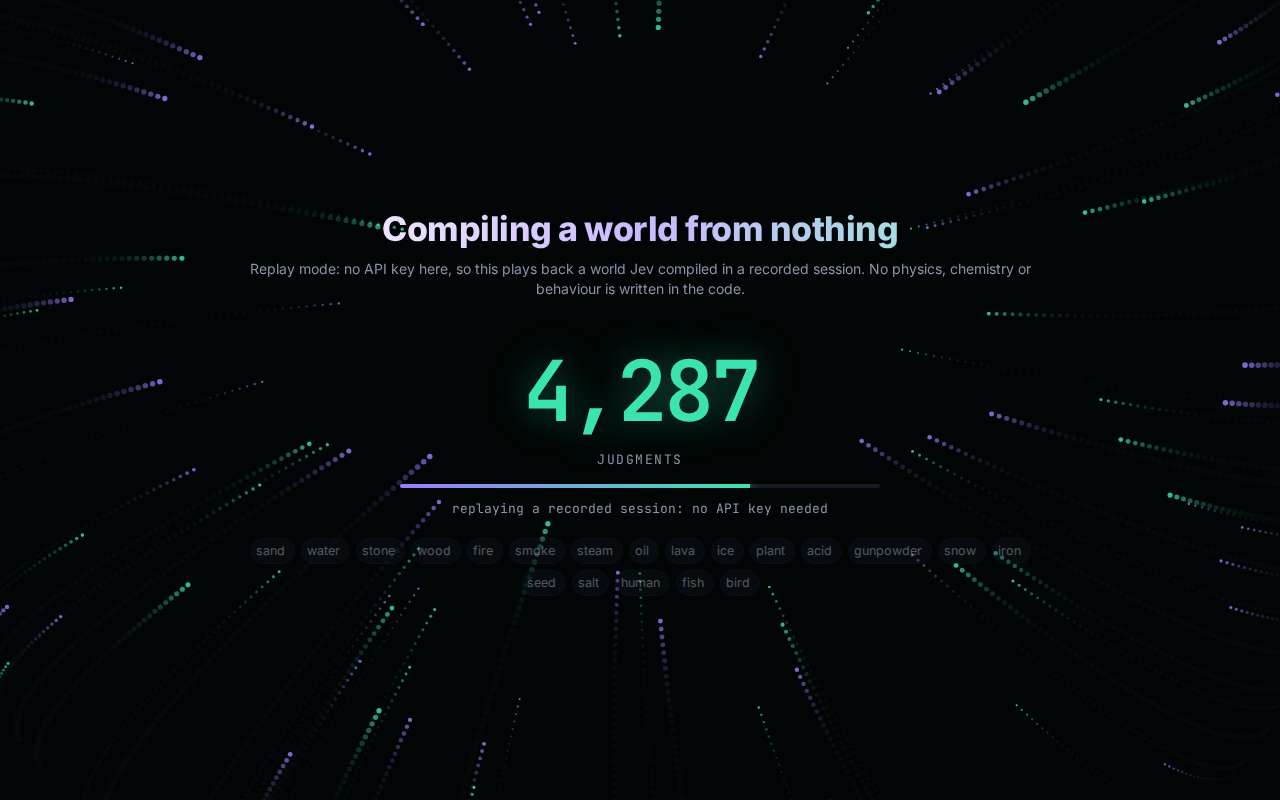 Compiling a world from nothing
Replay mode: no API key here, so this plays back a world Jev compiled in a recorded session. No physics, chemistry or
behaviour is written in the code.
4,287
JUDGMENTS
replaying a recorded session: no API key needed
sand water stone wood fire smoke steam oil lava ice plant acid gunpowder snow iron
seed salt human fish bird